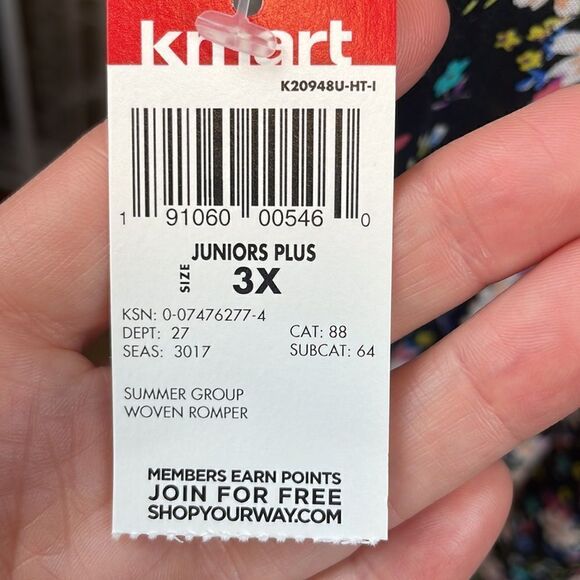 kmart
K20948U-HT-I
1 91060 00546 0
JUNIORS PLUS
SIZE 3X
KSN: 0-07476277-4
DEPT: 27 CAT: 88
SEAS: 3017 SUBCAT: 64
SUMMER GROUP
WOVEN ROMPER
MEMBERS EARN POINTS
JOIN FOR FREE
SHOPYOURWAY.COM